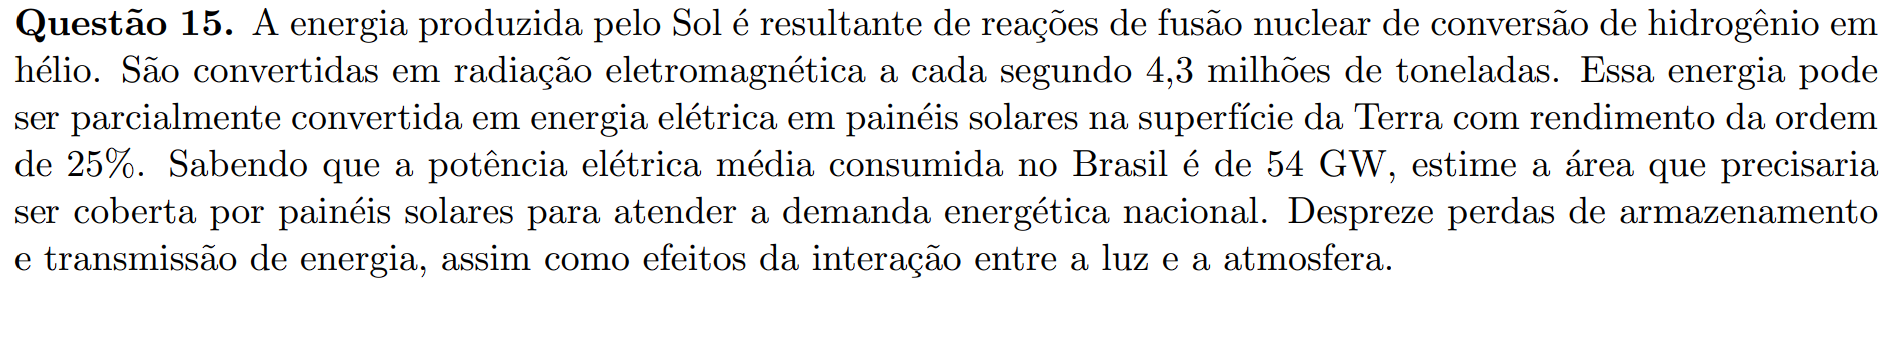 Questão 15. A energia produzida pelo Sol é resultante de reações de fusão nuclear de conversão de hidrogênio em
hélio. São convertidas em radiação eletromagnética a cada segundo 4,3 milhões de toneladas. Essa energia pode
ser parcialmente convertida em energia elétrica em painéis solares na superfície da Terra com rendimento da ordem
de 25%. Sabendo que a potência elétrica média consumida no Brasil é de 54 GW, estime a área que precisaria
ser coberta por painéis solares para atender a demanda energética nacional. Despreze perdas de armazenamento
e transmissão de energia, assim como efeitos da interação entre a luz e a atmosfera.